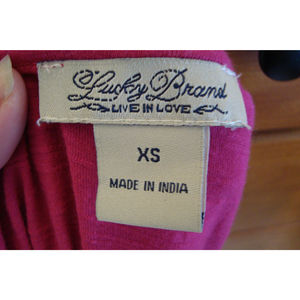 Lucky Brand
LIVE IN LOVE
XS
MADE IN INDIA